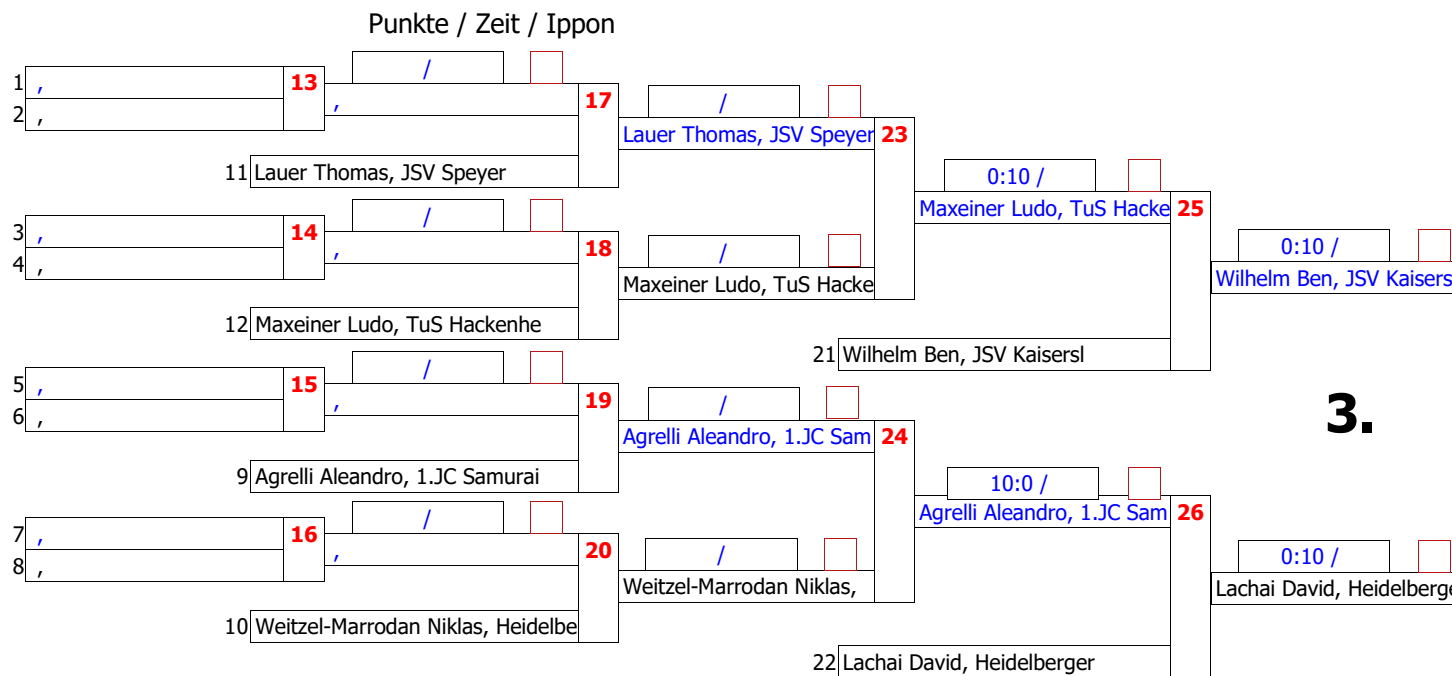 Punkte / Zeit / Ippon
/
1 , 13
, 17
/
2 ,
Lauer Thomas, JSV Speyer 23
11 Lauer Thomas, JSV Speyer
0:10 /
Maxeiner Ludo, TuS Hacke 25
/
3 , 14
, 18
/
4 ,
0:10 /
Maxeiner Ludo, TuS Hacke
Wilhelm Ben, JSV Kaisers
12 Maxeiner Ludo, TuS Hackenhe
21 Wilhelm Ben, JSV Kaisersl
/
5 , 15
, 19
/
6 ,
3.
Agrelli Aleandro, 1.JC Sam 24
9 Agrelli Aleandro, 1.JC Samurai
10:0 /
Agrelli Aleandro, 1.JC Sam 26
/
7 , 16
, 20
/
8 ,
0:10 /
Weitzel-Marrodan Niklas,
Lachai David, Heidelberge
10 Weitzel-Marrodan Niklas, Heidelbe
22 Lachai David, Heidelberger